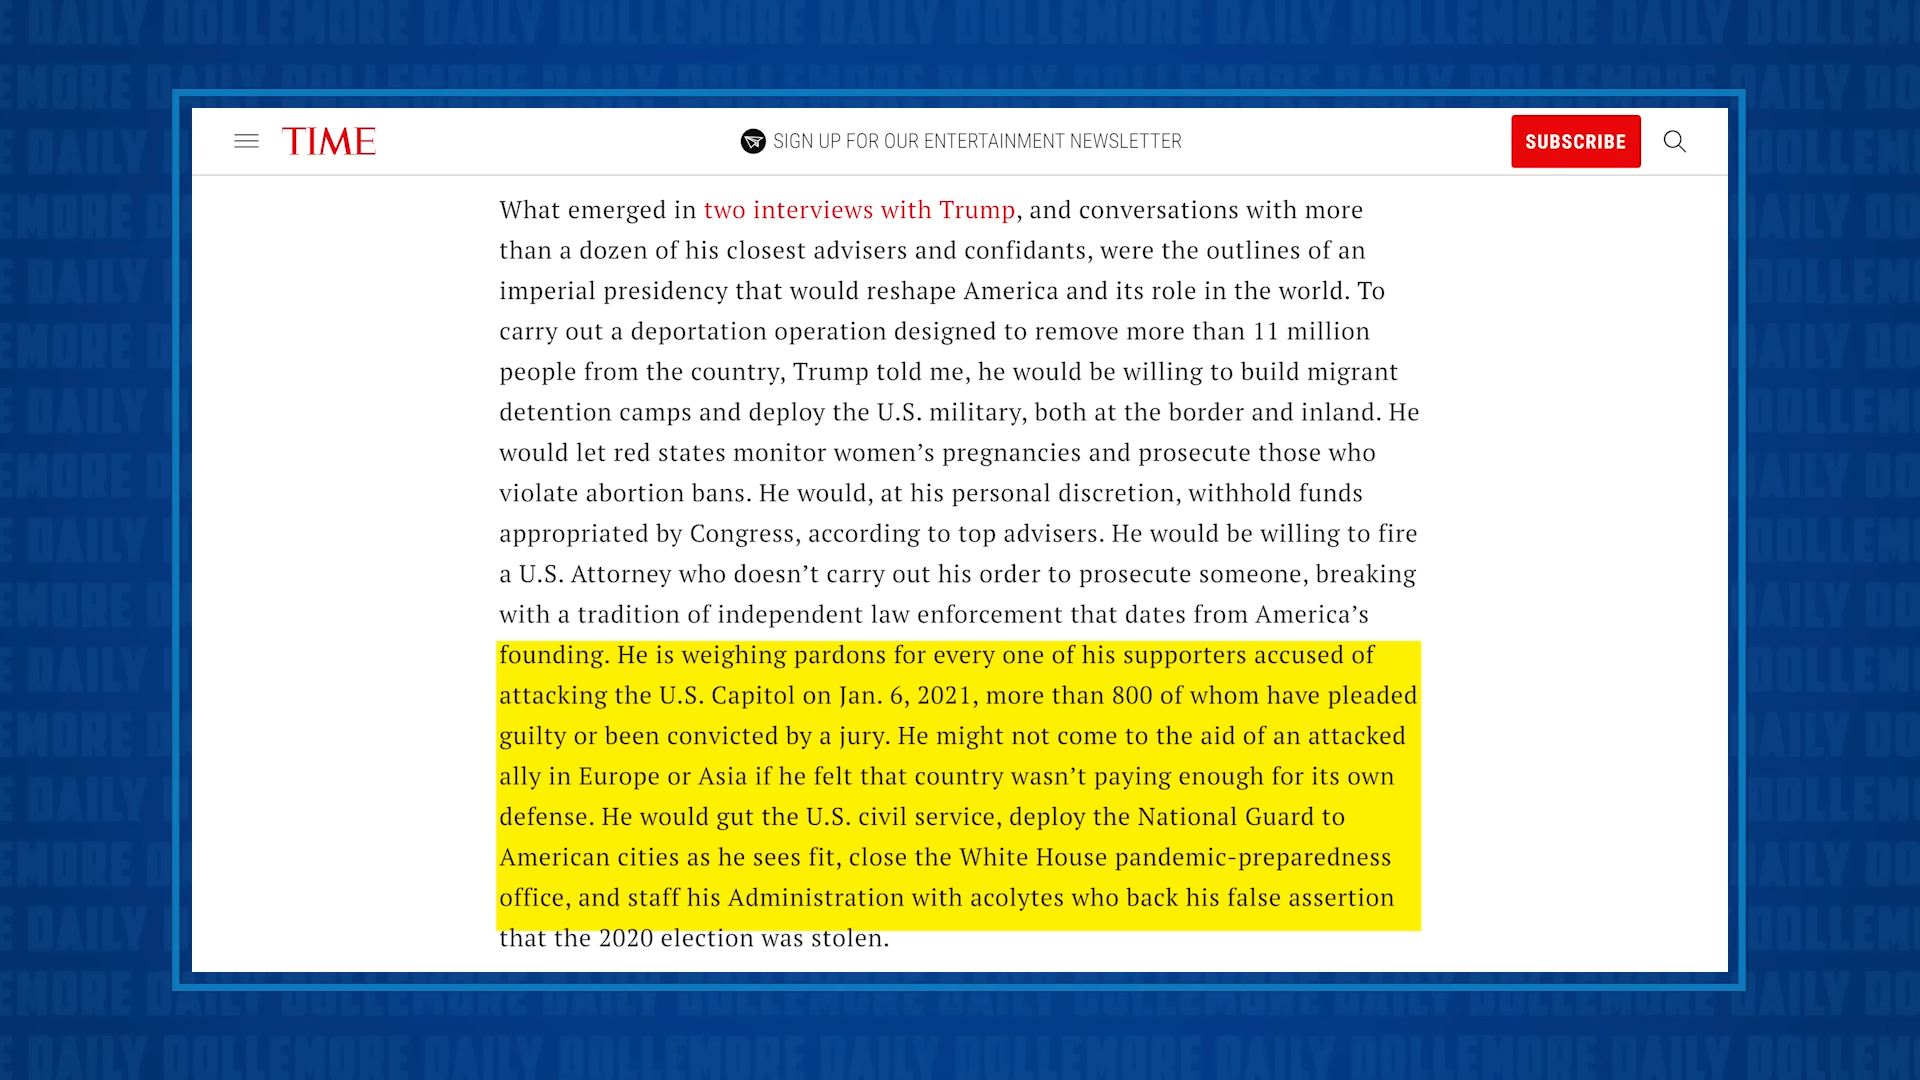 DAILY DOLLEMORE DAILY DOLLEMORE DAILY DOLLEMORE DAILY DOLLEMORE
TIME
SIGN UP FOR OUR ENTERTAINMENT NEWSLETTER
SUBSCRIBE
What emerged in two interviews with Trump, and conversations with more
than a dozen of his closest advisers and confidants, were the outlines of an
imperial presidency that would reshape America and its role in the world. To
carry out a deportation operation designed to remove more than 11 million
people from the country, Trump told me, he would be willing to build migrant
detention camps and deploy the U.S. military, both at the border and inland. He
would let red states monitor women’s pregnancies and prosecute those who
violate abortion bans. He would, at his personal discretion, withhold funds
appropriated by Congress, according to top advisers. He would be willing to fire
a U.S. Attorney who doesn’t carry out his order to prosecute someone, breaking
with a tradition of independent law enforcement that dates from America’s
founding. He is weighing pardons for every one of his supporters accused of
attacking the U.S. Capitol on Jan. 6, 2021, more than 800 of whom have pleaded
guilty or been convicted by a jury. He might not come to the aid of an attacked
ally in Europe or Asia if he felt that country wasn’t paying enough for its own
defense. He would gut the U.S. civil service, deploy the National Guard to
American cities as he sees fit, close the White House pandemic-preparedness
office, and staff his Administration with acolytes who back his false assertion
that the 2020 election was stolen.